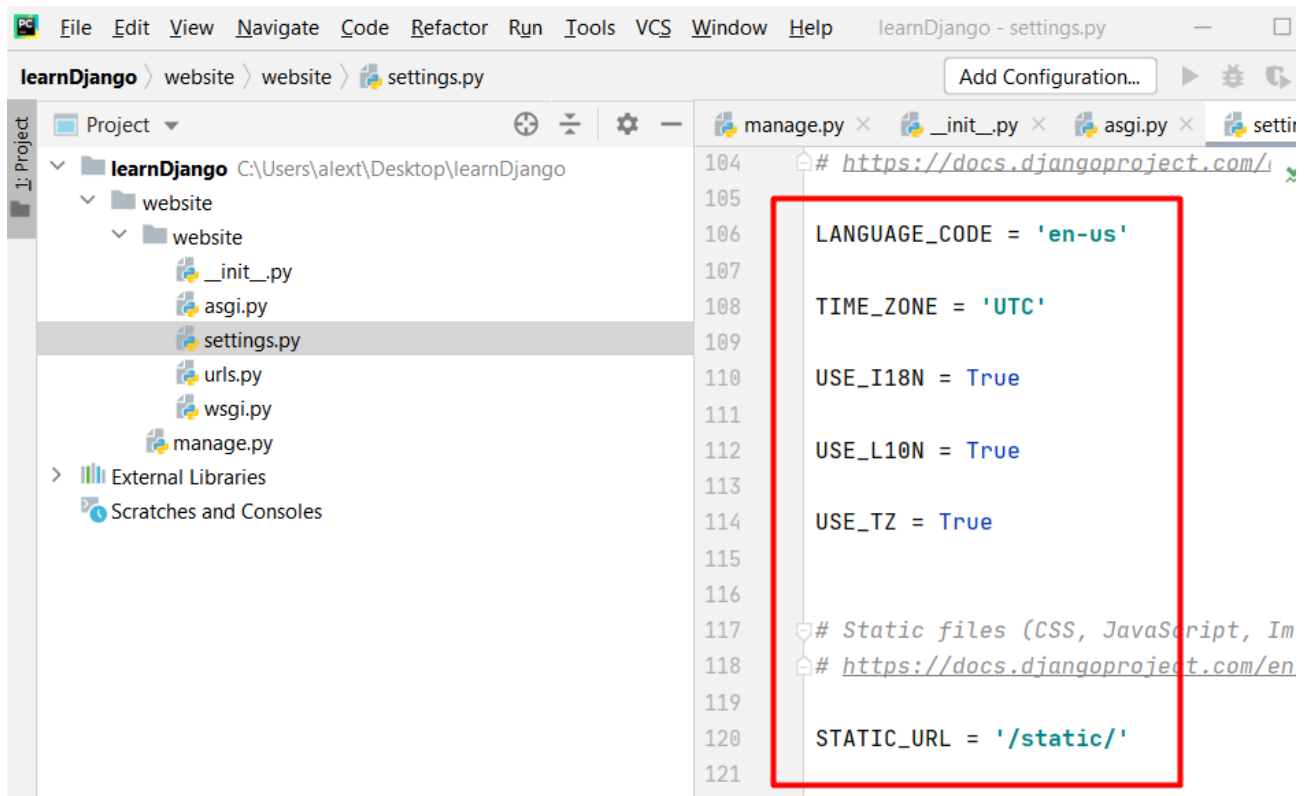 PC File Edit View Navigate Code Refactor Run Tools VCS Window Help learnDjango - settings.py
learnDjango website website settings.py Add Configuration...
1: Project
Project
manage.py __init__.py asgi.py
learnDjango C:\Users\alext\Desktop\learnDjango
website
website
__init__.py
asgi.py
settings.py
urls.py
wsgi.py
manage.py
External Libraries
Scratches and Consoles
104 # https://docs.djangoproject.com/
105
106 LANGUAGE_CODE = 'en-us'
107
108 TIME_ZONE = 'UTC'
109
110 USE_I18N = True
111
112 USE_L10N = True
113
114 USE_TZ = True
115
116
117 # Static files (CSS, JavaScript, Im
118 # https://docs.djangoproject.com/en
119
120 STATIC_URL = '/static/'
121